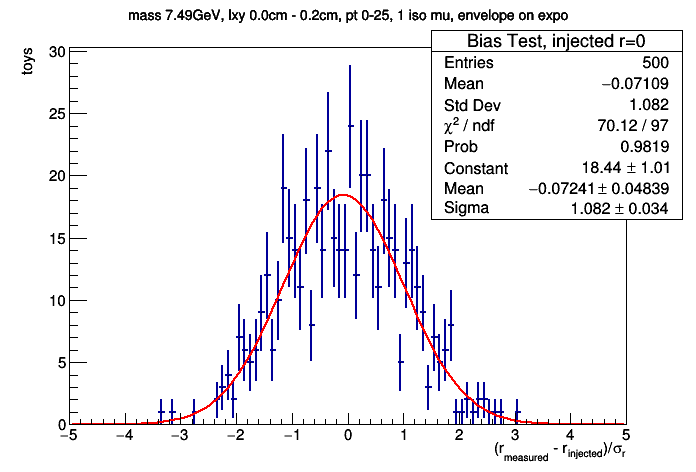 mass 7.49GeV, lxy 0.0cm - 0.2cm, pt 0-25, 1 iso mu, envelope on expo
Bias Test, injected r=0
Entries 500
Mean −0.07109
Std Dev 1.082
χ² / ndf 70.12 / 97
Prob 0.9819
Constant 18.44 ± 1.01
Mean −0.07241 ± 0.04839
Sigma 1.082 ± 0.034
toys
30
25
20
15
10
5
0
−5 −4 −3 −2 −1 0 1 2 3 4 5
(r_measured - r_injected)/σ_r